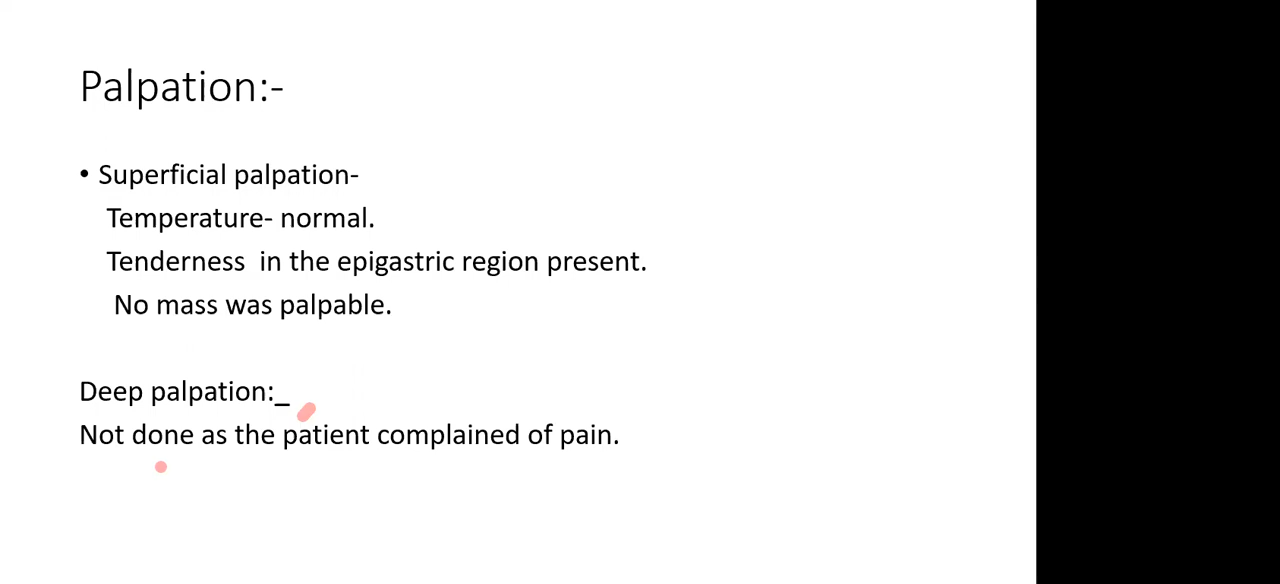 Palpation:-
• Superficial palpation-
Temperature- normal.
Tenderness  in the epigastric region present.
No mass was palpable.
Deep palpation:_
Not done as the patient complained of pain.